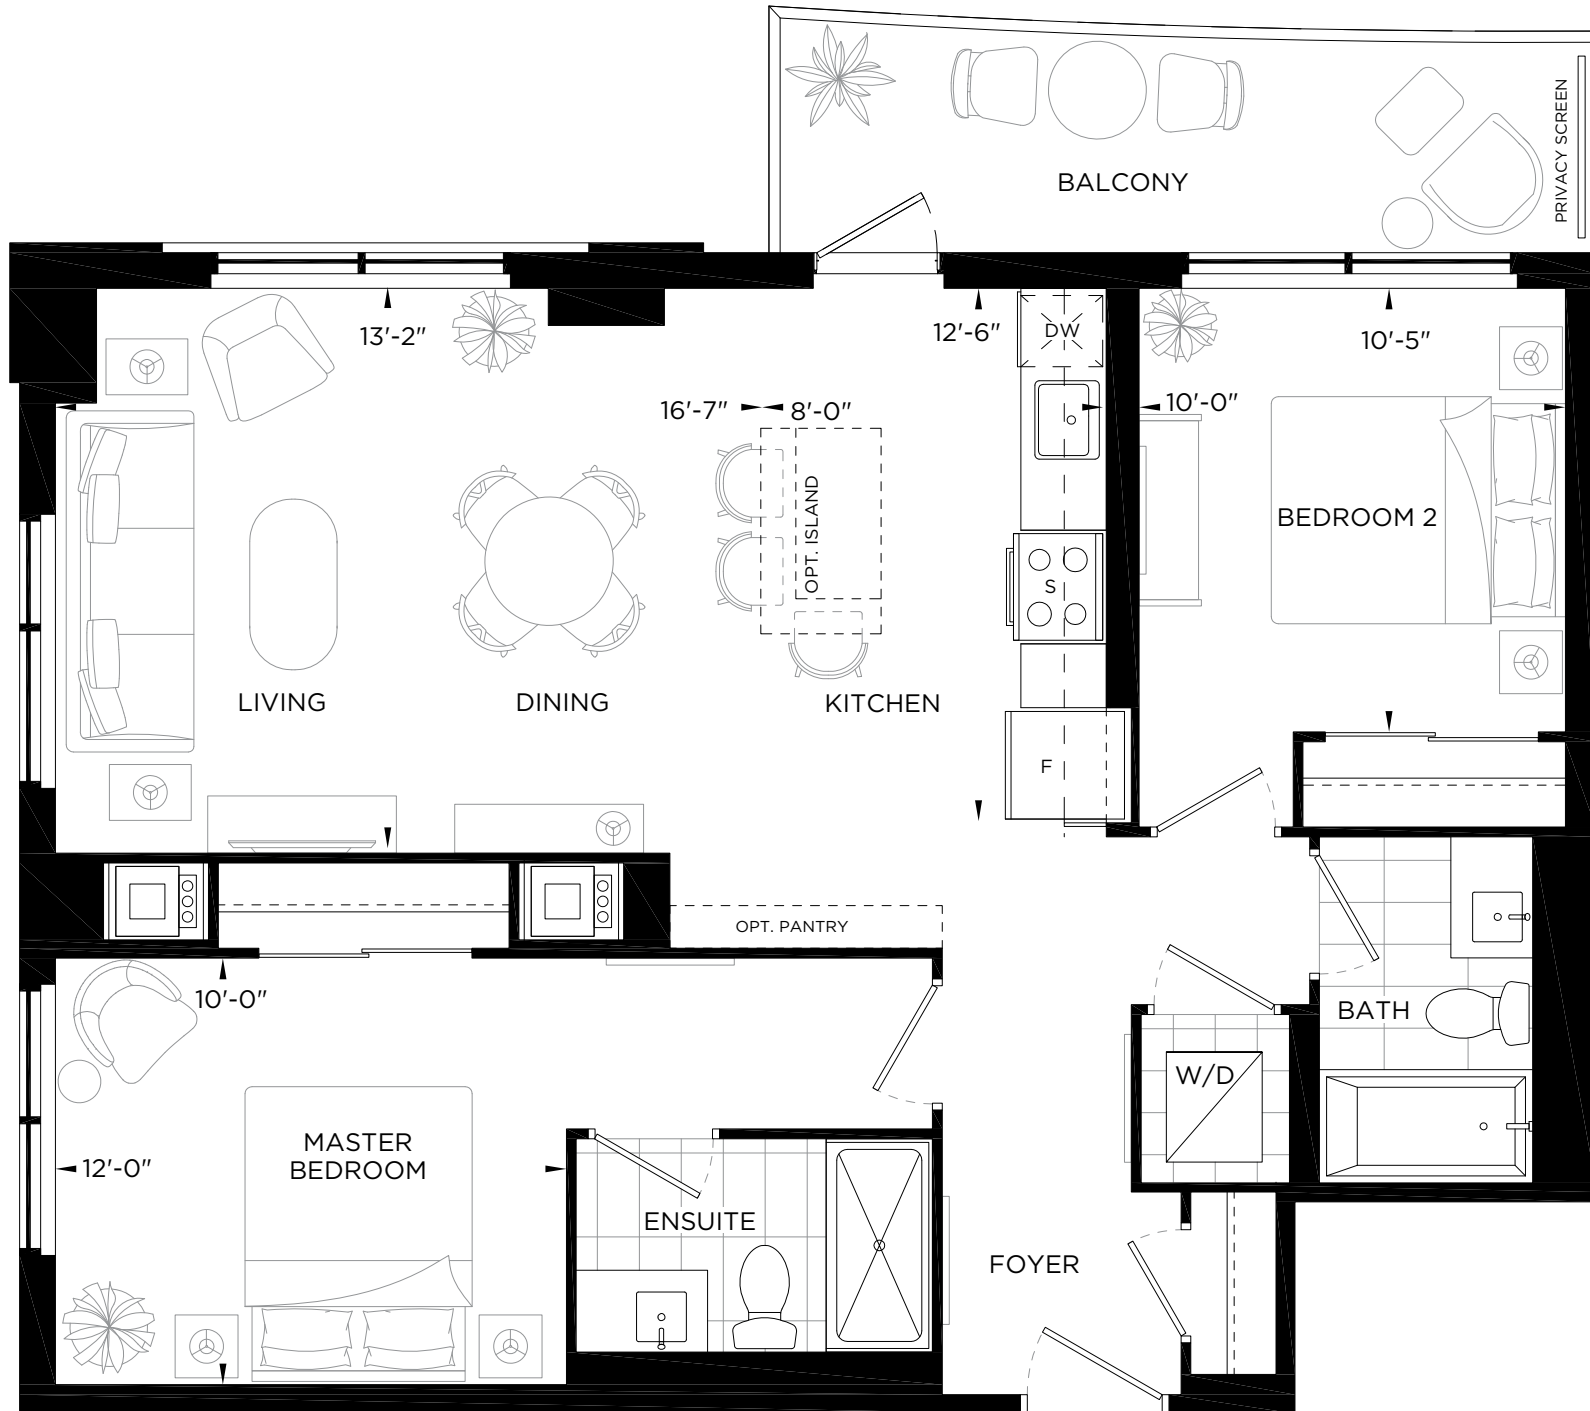 PRIVACY SCREEN
BALCONY
13'-2"
12'-6"
DW
10'-5"
16'-7"
8'-0"
10'-0"
OPT. ISLAND
BEDROOM 2
S
LIVING
DINING
KITCHEN
F
OPT. PANTRY
10'-0"
BATH
W/D
MASTER
BEDROOM
12'-0"
ENSUITE
FOYER